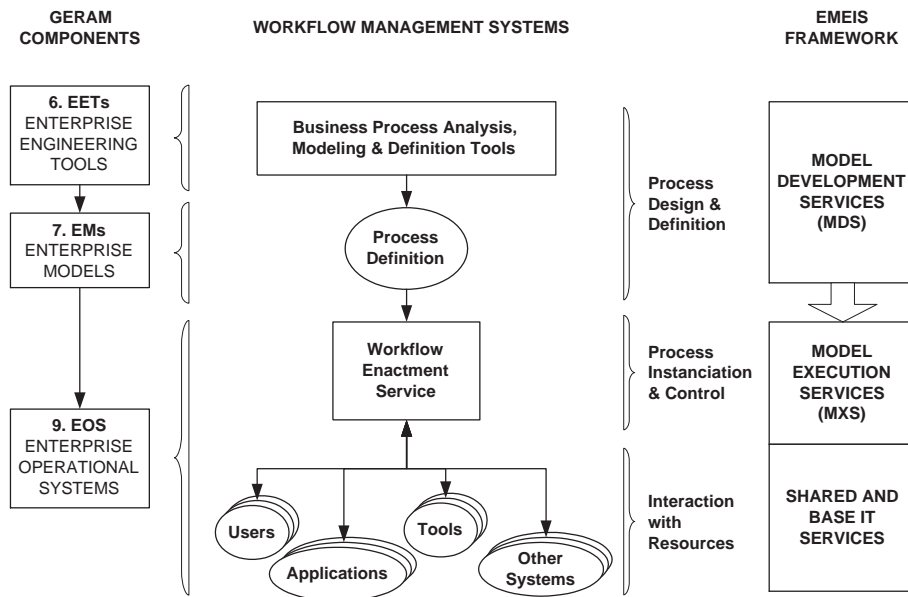 GERAM
COMPONENTS
WORKFLOW MANAGEMENT SYSTEMS
EMEIS
FRAMEWORK
6. EETs
ENTERPRISE
ENGINEERING
TOOLS
7. EMs
ENTERPRISE
MODELS
9. EOS
ENTERPRISE
OPERATIONAL
SYSTEMS
Business Process Analysis,
Modeling & Definition Tools
Process
Definition
Workflow
Enactment
Service
Users
Applications
Tools
Other
Systems
Process
Design &
Definition
Process
Instanciation
& Control
Interaction
with
Resources
MODEL
DEVELOPMENT
SERVICES
(MDS)
MODEL
EXECUTION
SERVICES
(MXS)
SHARED AND
BASE IT
SERVICES